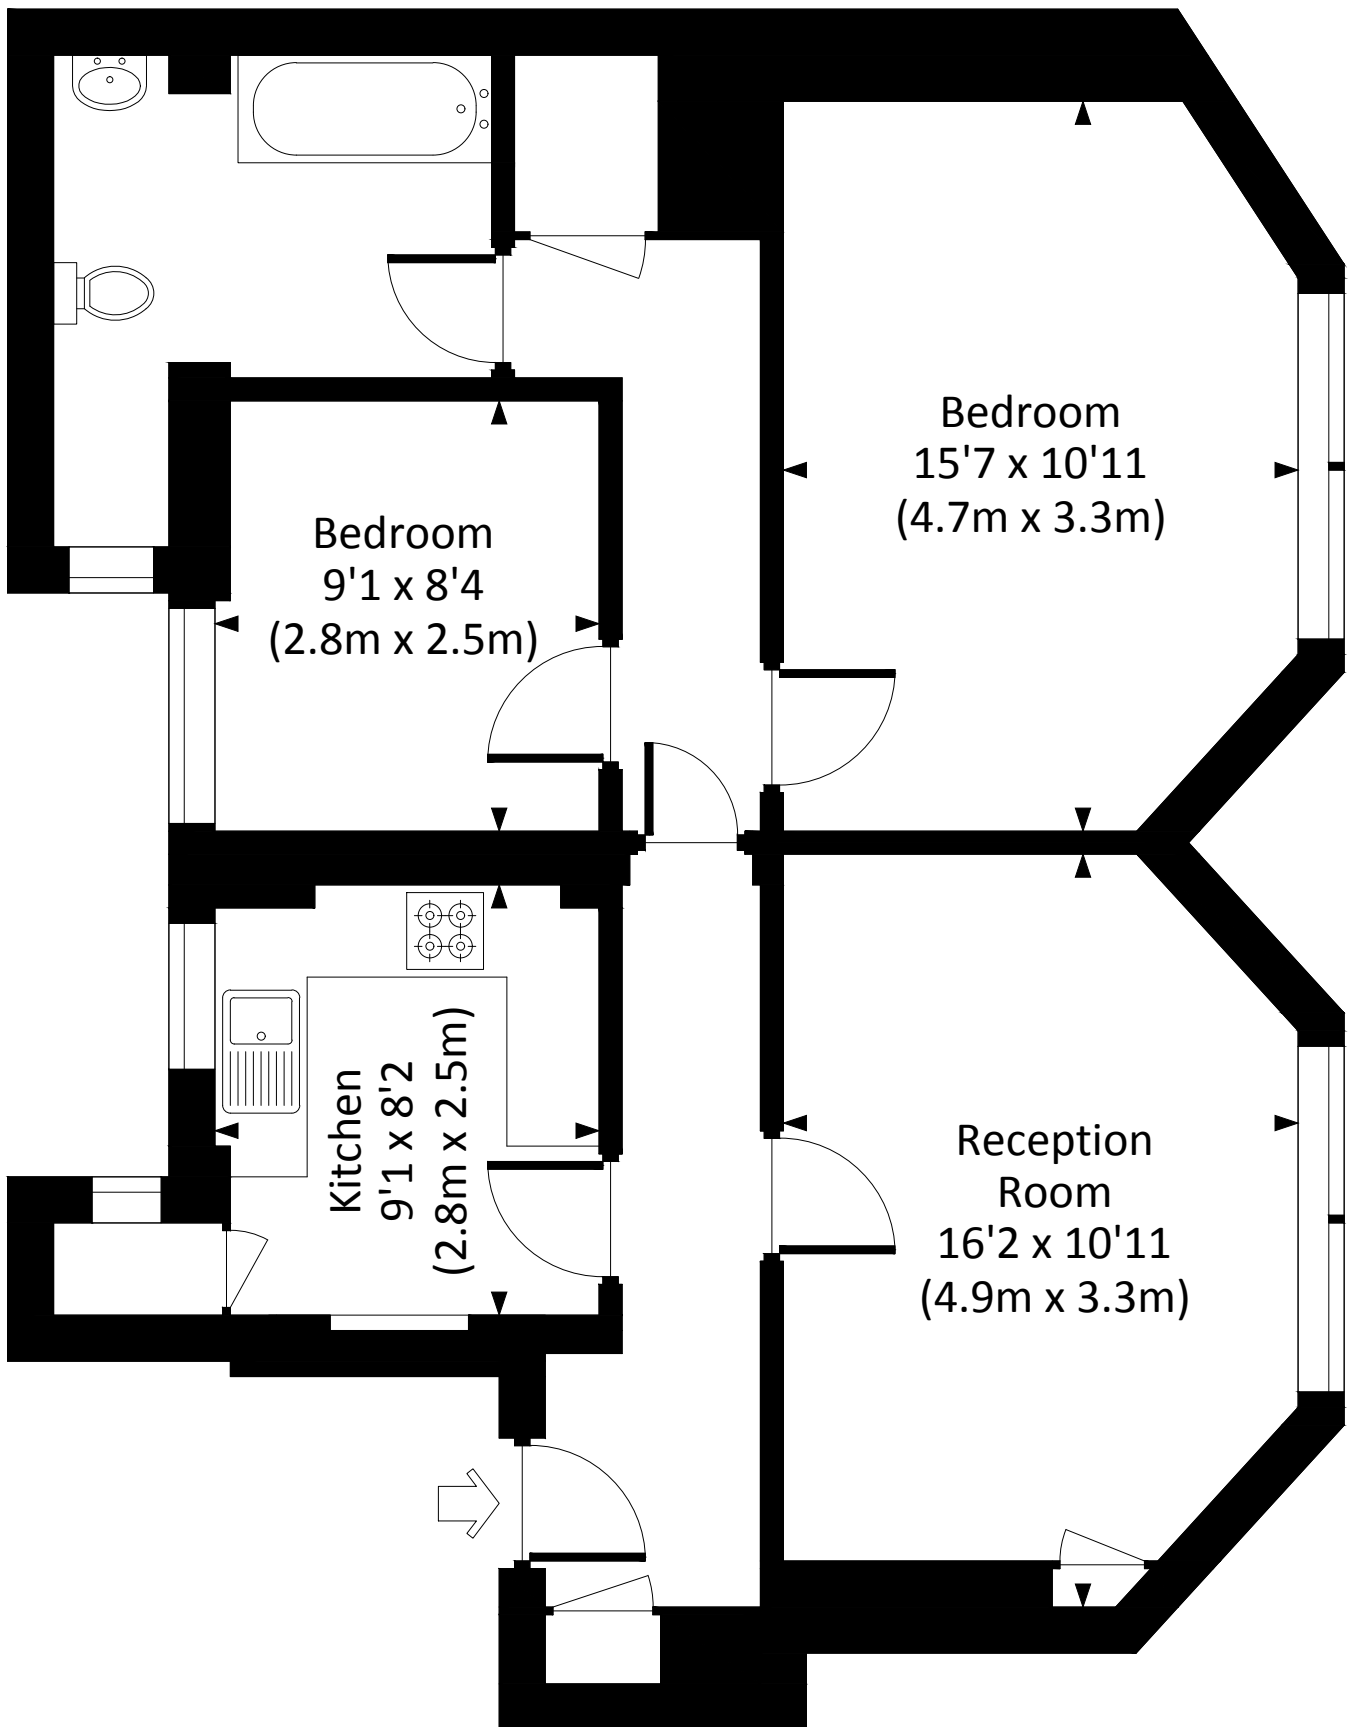 Bedroom
15'7 x 10'11
(4.7m x 3.3m)
Bedroom
9'1 x 8'4
(2.8m x 2.5m)
Kitchen
9'1 x 8'2
(2.8m x 2.5m)
Reception
Room
16'2 x 10'11
(4.9m x 3.3m)